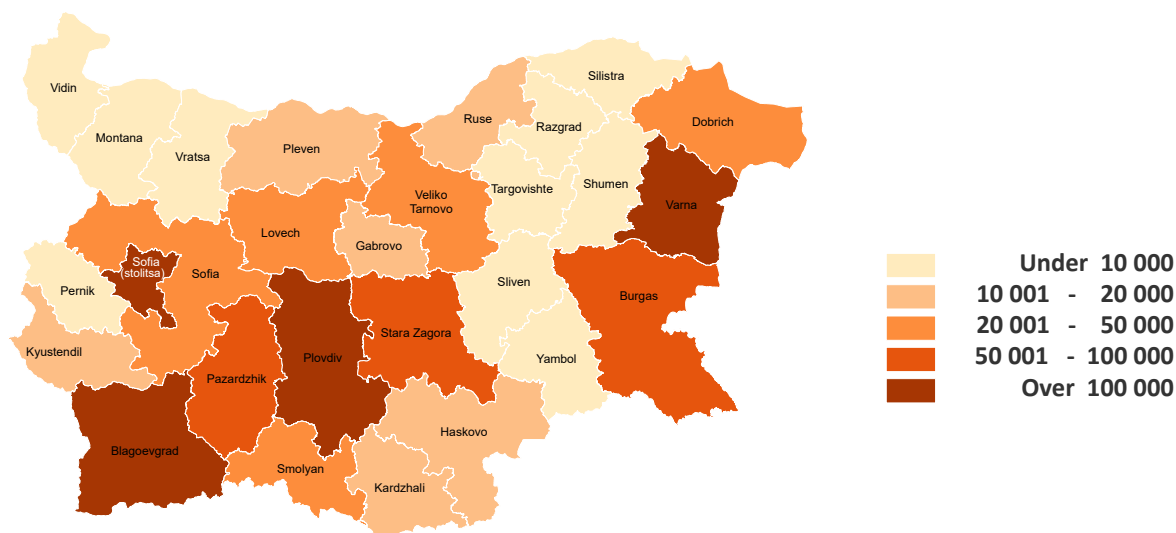 Vidin
Montana
Vratsa
Pleven
Ruse
Silistra
Razgrad
Dobrich
Targovishte
Shumen
Varna
Veliko
Tarnovo
Lovech
Gabrovo
Sofia
(stolitsa)
Sofia
Pernik
Kyustendil
Sliven
Burgas
Stara Zagora
Yambol
Plovdiv
Pazardzhik
Blagoevgrad
Haskovo
Smolyan
Kardzhali
Under 10 000
10 001 - 20 000
20 001 - 50 000
50 001 - 100 000
Over 100 000